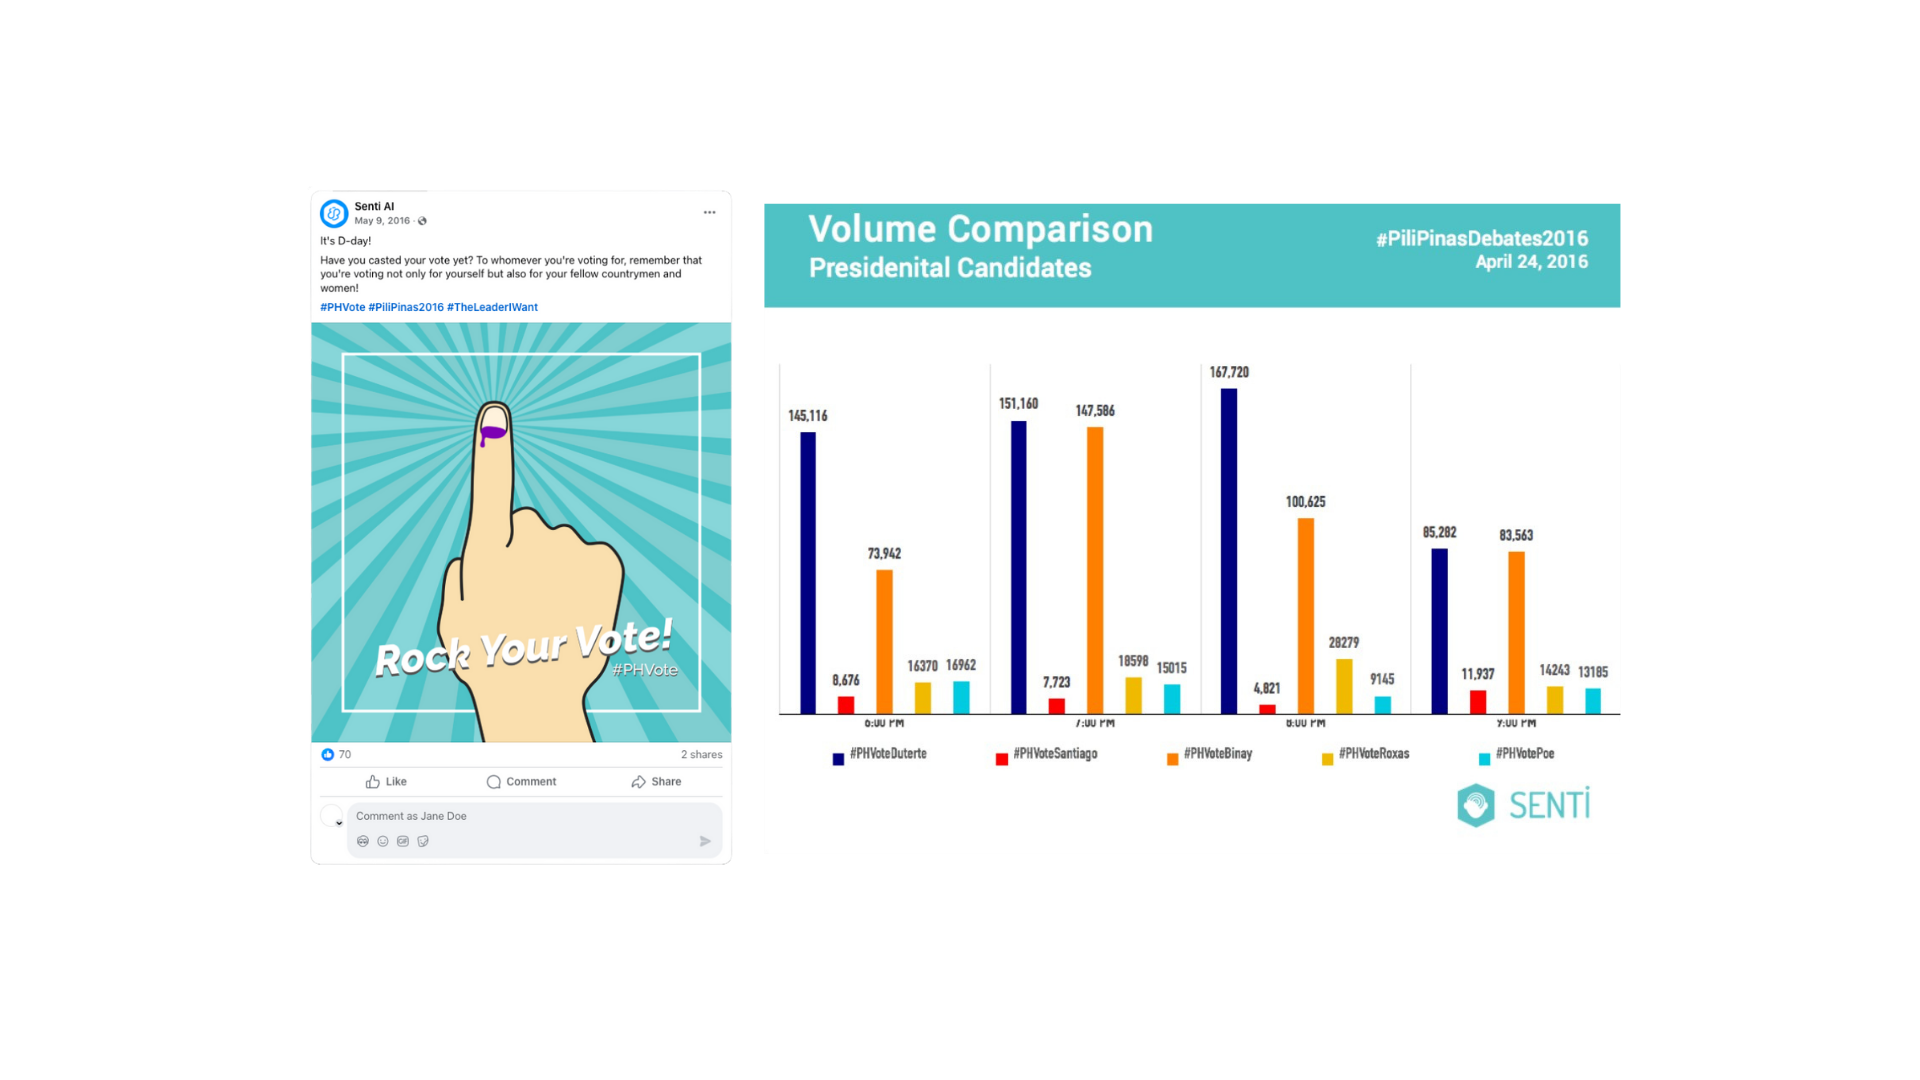 Senti AI
May 9, 2016
It's D-day!
Have you casted your vote yet? To whomever you're voting for, remember that
you're voting not only for yourself but also for your fellow countrymen and
women!
#PHVote #PiliPinas2016 #TheLeaderIWant
Rock Your Vote!
#PHVote
70
2 shares
Like Comment Share
Comment as Jane Doe
GIF
Volume Comparison
Presidenital Candidates
#PiliPinasDebates2016
April 24, 2016
145,116
8,676
73,942
16370
16962
151,160
7,723
147,586
18598
15015
167,720
4,821
100,625
28279
9145
85,282
11,937
83,563
14243
13185
6:00 PM 7:00 PM 8:00 PM 9:00 PM
#PHVoteDuterte #PHVoteSantiago #PHVoteBinay #PHVoteRoxas #PHVotePoe
SENTi